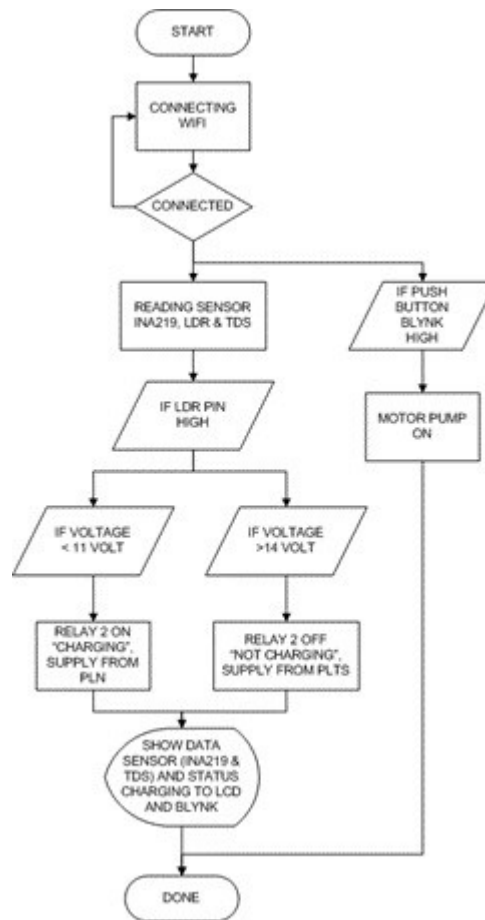 START
CONNECTING
WIFI
CONNECTED
READING SENSOR
INA219, LDR & TDS
IF PUSH
BUTTON
BLYNK
HIGH
IF LDR PIN
HIGH
MOTOR PUMP
ON
IF VOLTAGE
< 11 VOLT
IF VOLTAGE
>14 VOLT
RELAY 2 ON
“CHARGING”,
SUPPLY FROM
PLN
RELAY 2 OFF
“NOT CHARGING”,
SUPPLY FROM PLTS
SHOW DATA
SENSOR (INA219 &
TDS) AND STATUS
CHARGING TO LCD
AND BLYNK
DONE